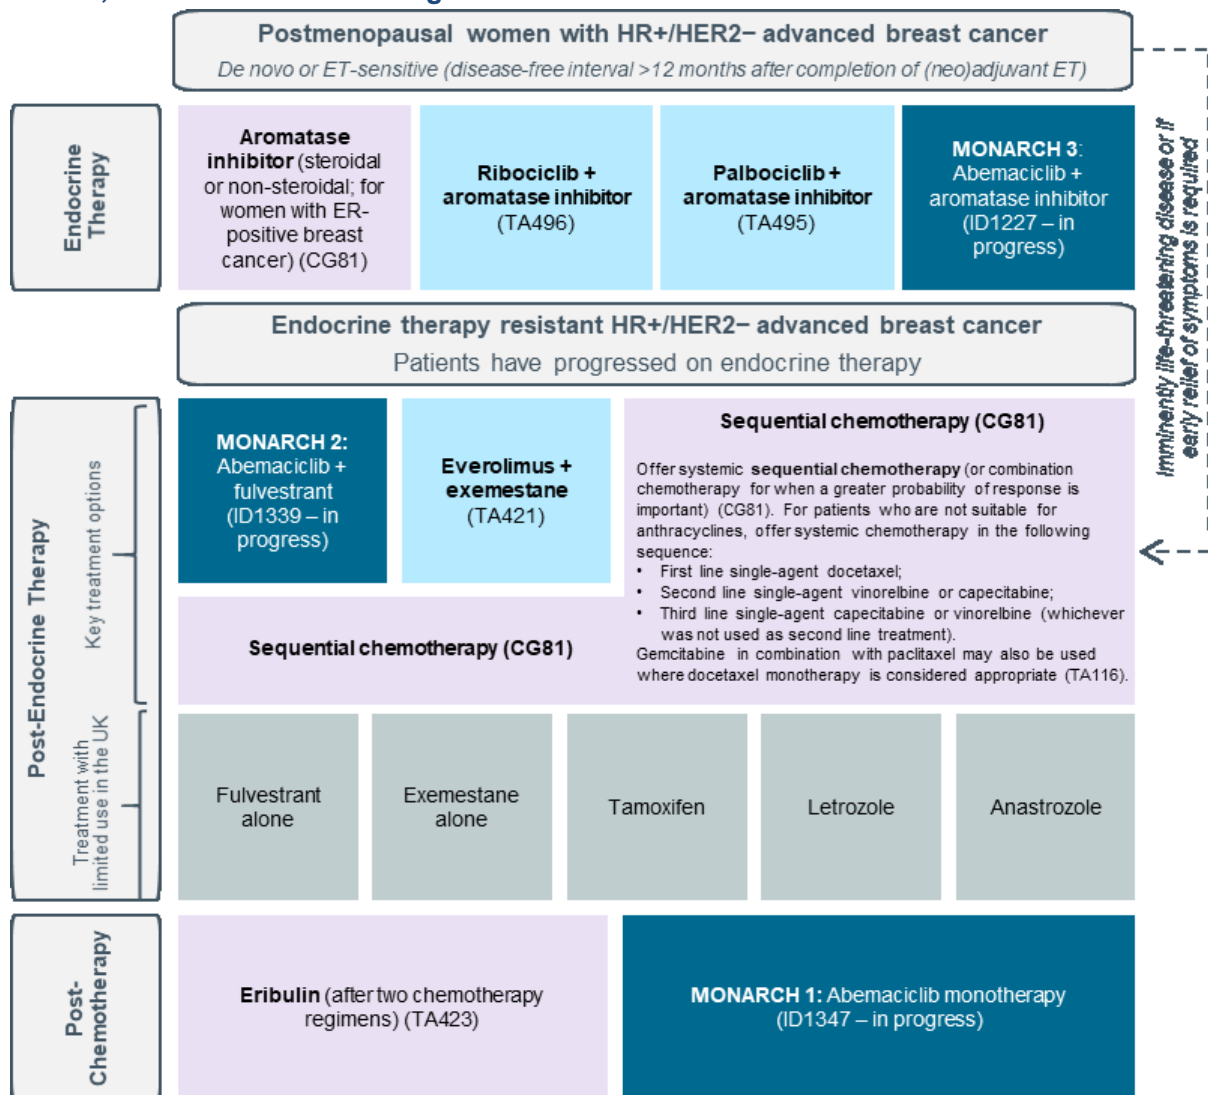 Postmenopausal women with HR+/HER2− advanced breast cancer
De novo or ET-sensitive (disease-free interval >12 months after completion of (neo)adjuvant ET)
Imminently life-threatening disease or if
early relief of symptoms is required
Endocrine
Therapy
Aromatase
inhibitor (steroidal
or non-steroidal; for
women with ER-
positive breast
cancer) (CG81)
Ribociclib +
aromatase inhibitor
(TA496)
Palbociclib +
aromatase inhibitor
(TA495)
MONARCH 3:
Abemaciclib +
aromatase inhibitor
(ID1227 – in
progress)
Endocrine therapy resistant HR+/HER2− advanced breast cancer
Patients have progressed on endocrine therapy
Post-Endocrine Therapy
Key treatment options
MONARCH 2:
Abemaciclib +
fulvestrant
(ID1339 – in
progress)
Everolimus +
exemestane
(TA421)
Sequential chemotherapy (CG81)
Sequential chemotherapy (CG81)
Offer systemic sequential chemotherapy (or combination
chemotherapy for when a greater probability of response is
important) (CG81). For patients who are not suitable for
anthracyclines, offer systemic chemotherapy in the following
sequence:
• First line single-agent docetaxel;
• Second line single-agent vinorelbine or capecitabine;
• Third line single-agent capecitabine or vinorelbine (whichever
was not used as second line treatment).
Gemcitabine in combination with paclitaxel may also be used
where docetaxel monotherapy is considered appropriate (TA116).
Treatment with
limited use in the UK
Fulvestrant
alone
Exemestane
alone
Tamoxifen
Letrozole
Anastrozole
Post-
Chemotherapy
Eribulin (after two chemotherapy
regimens) (TA423)
MONARCH 1: Abemaciclib monotherapy
(ID1347 – in progress)